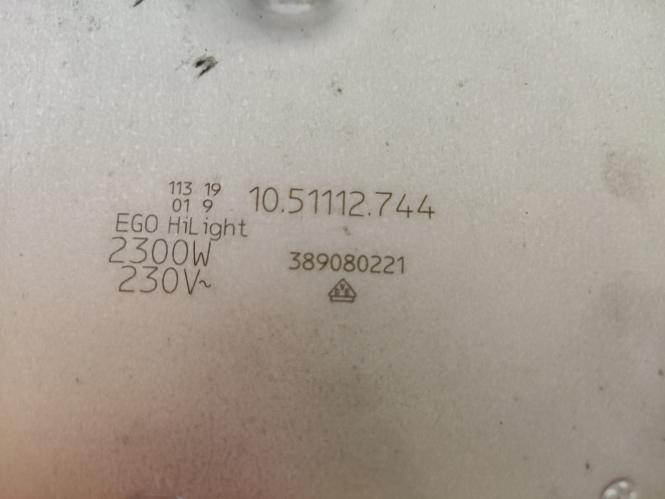 113 19
01 9
10.51112.744
EGO HiLight
2300W
230V~
389080221